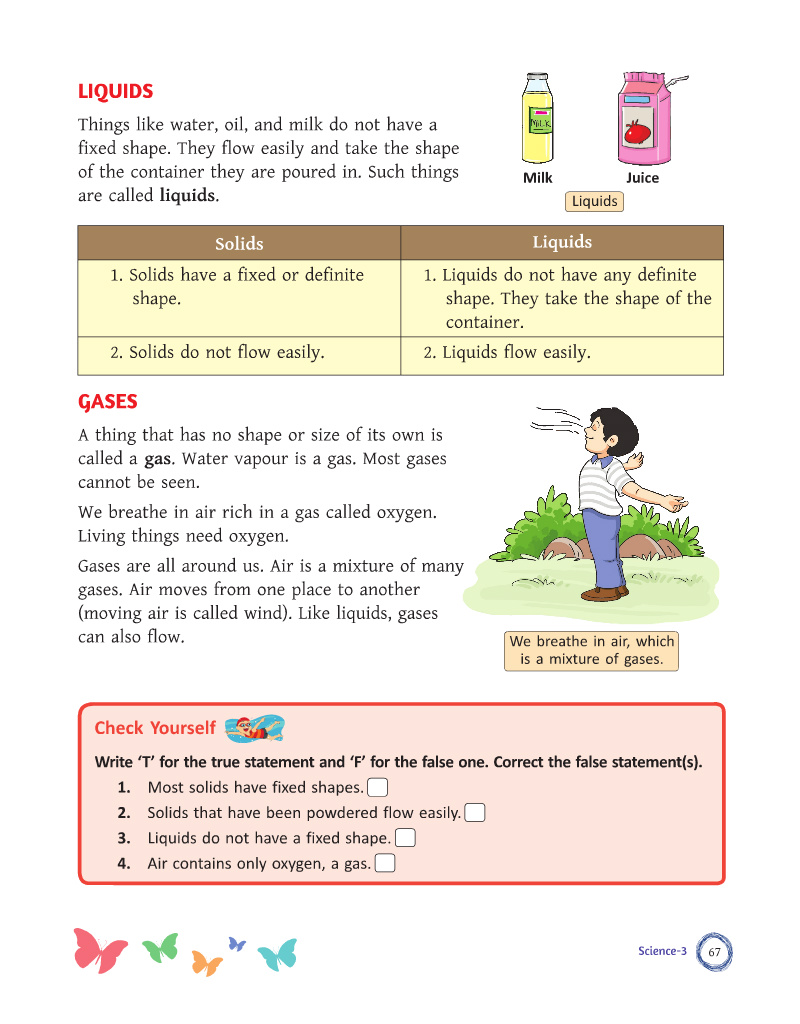 LIQUIDS
Things like water, oil, and milk do not have a
fixed shape. They flow easily and take the shape
of the container they are poured in. Such things
are called liquids.
MILK
Milk
Juice
Liquids
Solids
Liquids
1. Solids have a fixed or definite
shape.
1. Liquids do not have any definite
shape. They take the shape of the
container.
2. Solids do not flow easily.
2. Liquids flow easily.
GASES
A thing that has no shape or size of its own is
called a gas. Water vapour is a gas. Most gases
cannot be seen.
We breathe in air rich in a gas called oxygen.
Living things need oxygen.
Gases are all around us. Air is a mixture of many
gases. Air moves from one place to another
(moving air is called wind). Like liquids, gases
can also flow.
We breathe in air, which
is a mixture of gases.
Check Yourself
Write ‘T’ for the true statement and ‘F’ for the false one. Correct the false statement(s).
1. Most solids have fixed shapes.
2. Solids that have been powdered flow easily.
3. Liquids do not have a fixed shape.
4. Air contains only oxygen, a gas.
Science-3
67